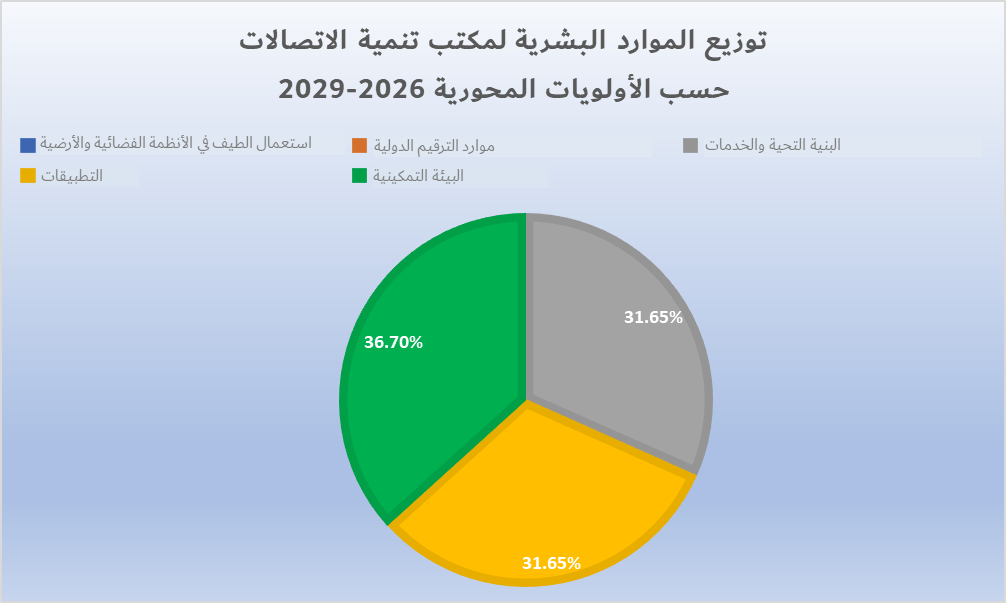 توزيع الموارد البشرية لمكتب تنمية الاتصالات
حسب الأولويات المحورية 2026-2029
استعمال الطيف في الأنظمة الفضائية والأرضية
موارد الترقيم الدولية
البنية التحية والخدمات
التطبيقات
البيئة التمكينية
31.65%
36.70%
31.65%